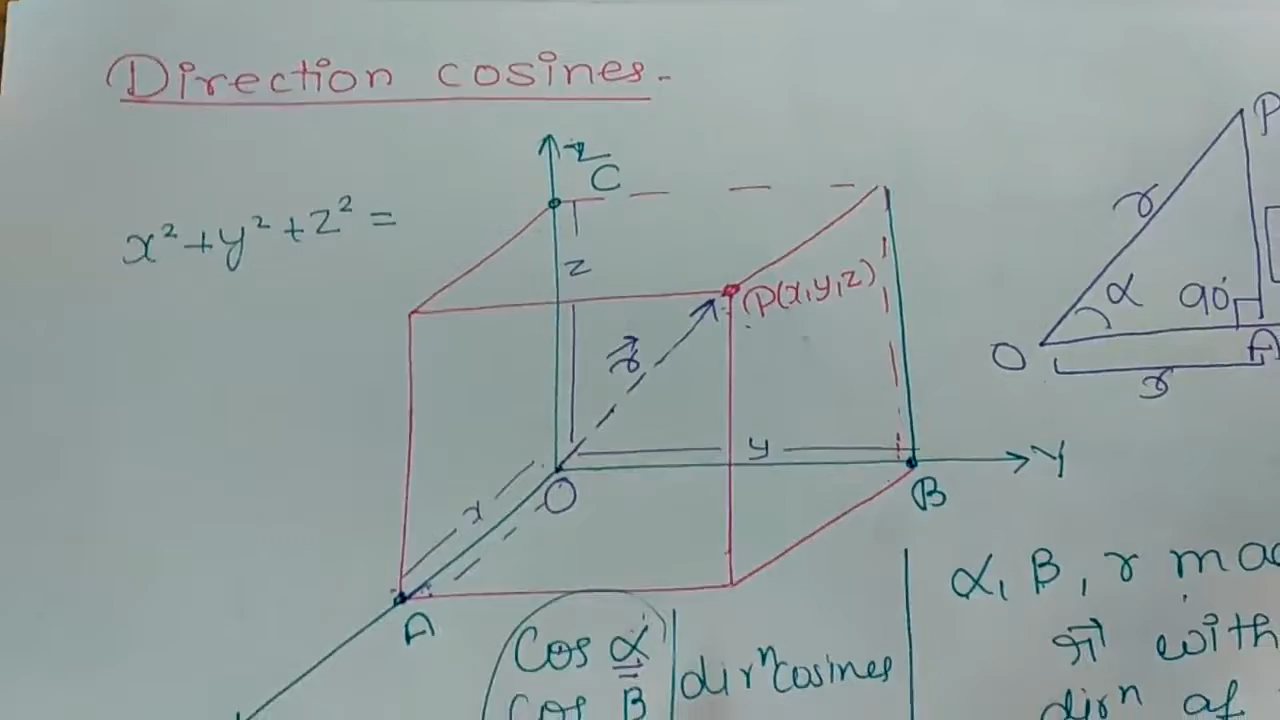 Direction cosines.
x² + y² + z² =
z
C
z
P(x,y,z)
r⃗
y
Y
x
O
B
A
P
r
α
90°
O
A
x
cos α
cos β
dirⁿ cosines
α, β, r ma
with
dirⁿ of